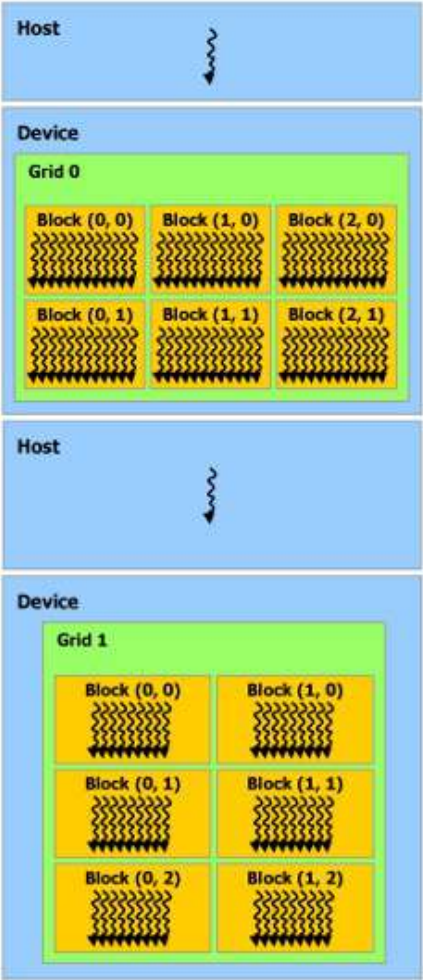 Host
Device
Grid 0
Block (0, 0) Block (1, 0) Block (2, 0)
Block (0, 1) Block (1, 1) Block (2, 1)
Host
Device
Grid 1
Block (0, 0) Block (1, 0)
Block (0, 1) Block (1, 1)
Block (0, 2) Block (1, 2)